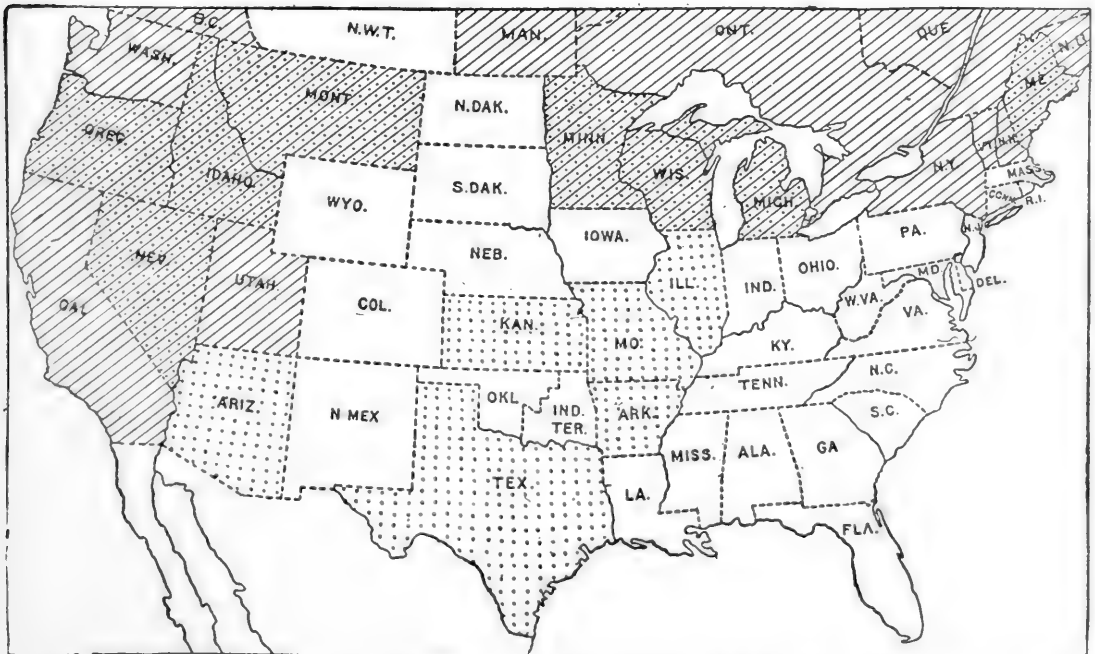 B.C.
N.W.T.
MAN.
ONT.
QUE
N.B.
WASH.
MONT
N.DAK.
MINN.
ME.
OREG.
IDAHO.
S.DAK.
WIS.
MICH.
N.Y.
VT.
N.H.
MASS.
CONN.
R.I.
WYO.
IOWA.
PA.
N.J.
NEV.
UTAH
NEB.
ILL.
IND.
OHIO.
MD.
DEL.
CAL
COL.
KAN.
MO.
W.VA.
VA.
KY.
ARIZ.
N MEX
OKL
IND.
TER.
ARK.
TENN.
N.C.
S.C.
TEX.
LA.
MISS.
ALA.
GA
FLA.